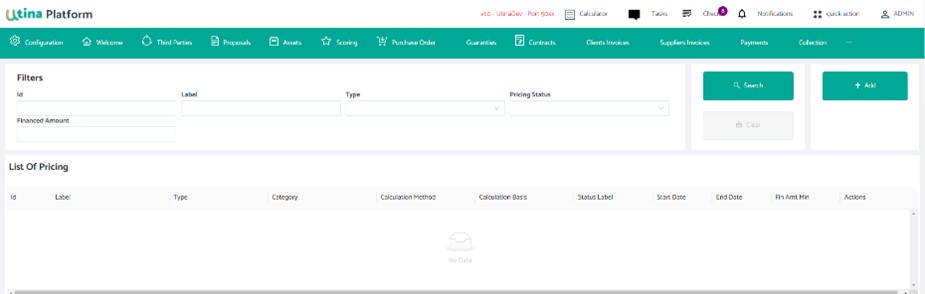 Utina Platform
v1.0 - UtinaDev - Port 50xx
Calculator
Tasks
Check
8
Notifications
quick action
ADMIN
Configuration
Welcome
Third Parties
Proposals
Assets
Scoring
Purchase Order
Guaranties
Contracts
Clients Invoices
Suppliers Invoices
Payments
Collection
Filters
Id
Label
Type
Pricing Status
Financed Amount
Search
Clear
+ Add
List Of Pricing
Id
Label
Type
Category
Calculation Method
Calculation Basis
Status Label
Start Date
End Date
Fin Amt Min
Actions
No Data